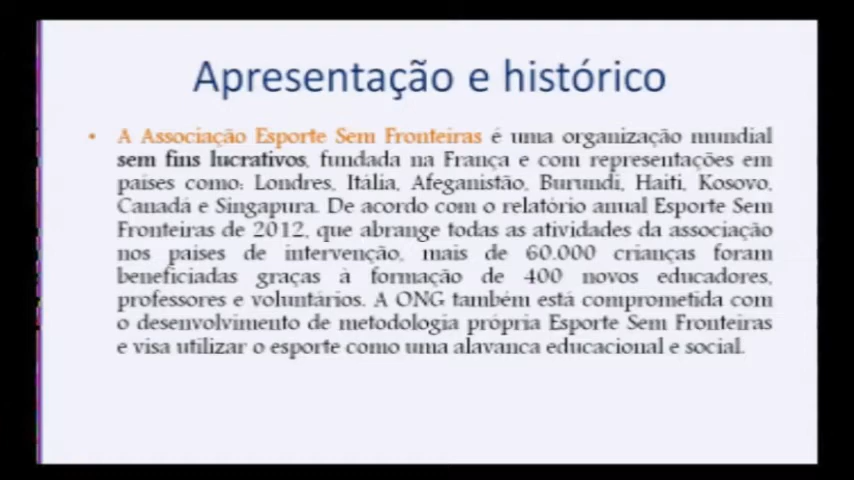 Apresentação e histórico
• A Associação Esporte Sem Fronteiras é uma organização mundial
sem fins lucrativos, fundada na França e com representações em
países como: Londres, Itália, Afeganistão, Burundi, Haiti, Kosovo,
Canadá e Singapura. De acordo com o relatório anual Esporte Sem
Fronteiras de 2012, que abrange todas as atividades da associação
nos países de intervenção, mais de 60.000 crianças foram
beneficiadas graças à formação de 400 novos educadores,
professores e voluntários. A ONG também está comprometida com
o desenvolvimento de metodologia própria Esporte Sem Fronteiras
e visa utilizar o esporte como uma alavanca educacional e social.